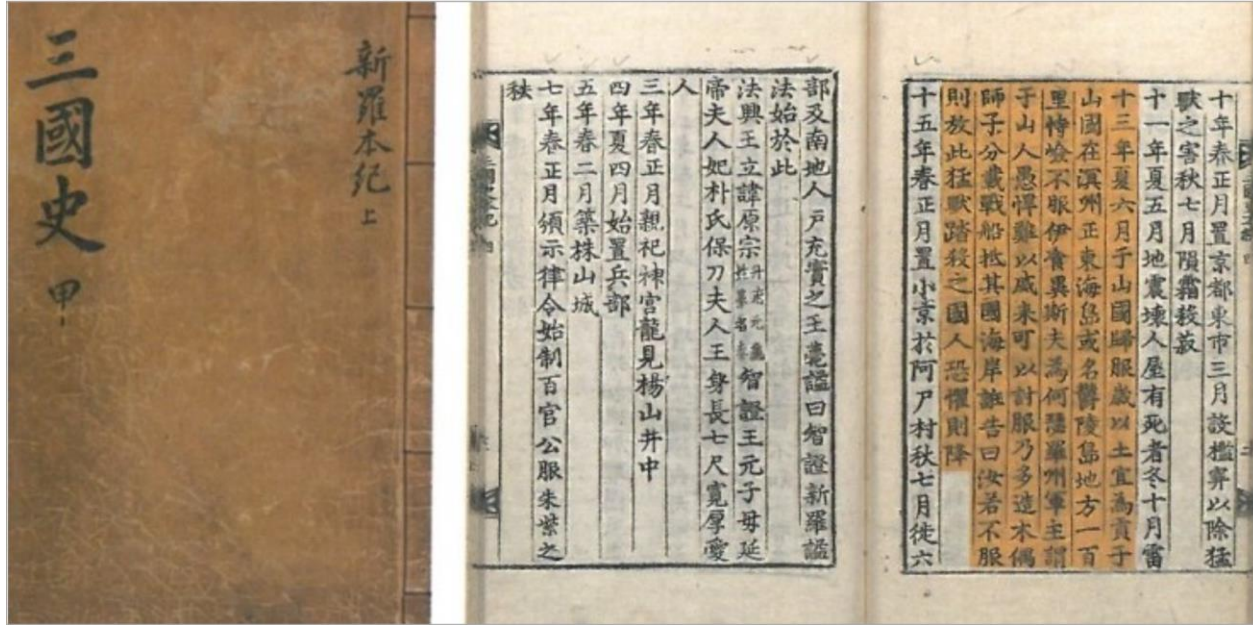 三國史 甲
新羅本紀 上
十年春正月置京都東市三月設檻穽以除猛
獸之害秋七月隕霜殺菽
十一年夏五月地震壞人屋有死者冬十月雷
十三年夏六月于山國歸服歲以土宜為貢于
山國在溟州正東海島或名鬱陵島地方一百
里恃嶮不服伊飡異斯夫為何瑟羅州軍主謂
于山人愚悍難以威来可以計服乃多造木偶
師子分載戰船抵其國海岸誑告曰汝若不服
則放此猛獸踏殺之國人恐懼則降
十五年春正月置小京於阿尸村秋七月徙六
部及南地人戶充實之王薨謚曰智證新羅謚
法始於此
法興王立諱原宗冊府元龜姓募名秦智證王元子母延
帝夫人妃朴氏保刀夫人王身長七尺寛厚愛
人
三年春正月親祀神宮龍見楊山井中
四年夏四月始置兵部
五年春二月築株山城
七年春正月頒示律令始制百官公服朱紫之
秩